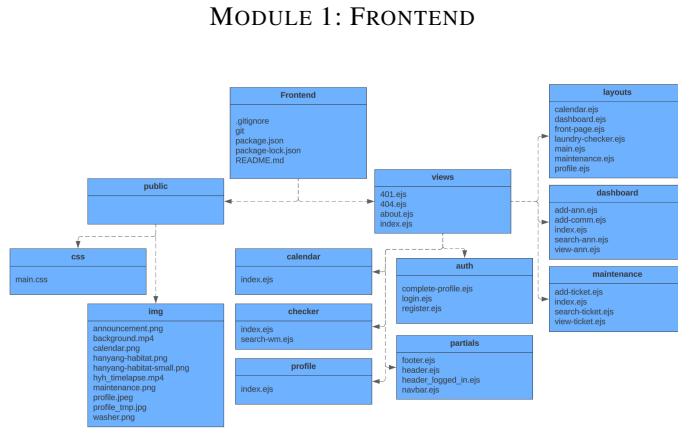 MODULE 1: FRONTEND
Frontend
.gitignore
git
package.json
package-lock.json
README.md
public
css
main.css
img
announcement.png
background.mp4
calendar.png
hanyang-habitat.png
hanyang-habitat-small.png
hyh_timelapse.mp4
maintenance.png
profile.jpeg
profile_tmp.jpg
washer.png
views
401.ejs
404.ejs
about.ejs
index.ejs
calendar
index.ejs
checker
index.ejs
search-wm.ejs
profile
index.ejs
auth
complete-profile.ejs
login.ejs
register.ejs
partials
footer.ejs
header.ejs
header_logged_in.ejs
navbar.ejs
layouts
calendar.ejs
dashboard.ejs
front-page.ejs
laundry-checker.ejs
main.ejs
maintenance.ejs
profile.ejs
dashboard
add-ann.ejs
add-comm.ejs
index.ejs
search-ann.ejs
view-ann.ejs
maintenance
add-ticket.ejs
index.ejs
search-ticket.ejs
view-ticket.ejs